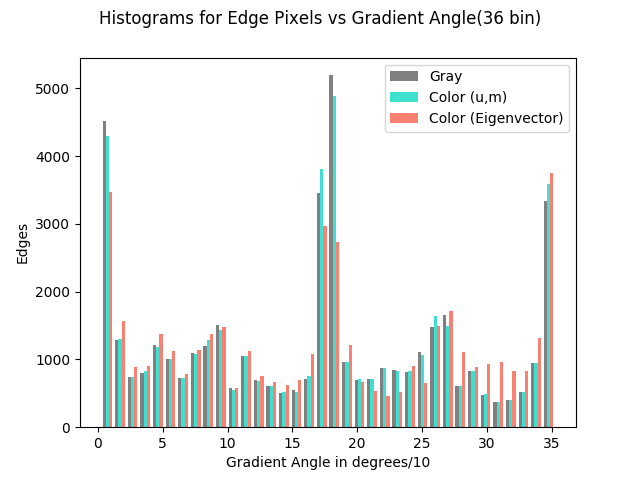 Histograms for Edge Pixels vs Gradient Angle(36 bin)
Gray
Color (u,m)
Color (Eigenvector)
5000
4000
3000
2000
1000
0
Edges
0 5 10 15 20 25 30 35
Gradient Angle in degrees/10